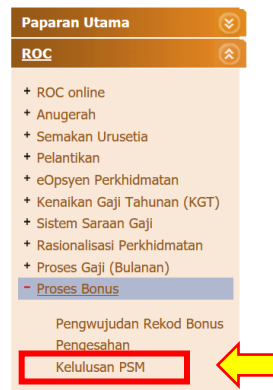 Paparan Utama
ROC
+ ROC online
+ Anugerah
+ Semakan Urusetia
+ Pelantikan
+ eOpsyen Perkhidmatan
+ Kenaikan Gaji Tahunan (KGT)
+ Sistem Saraan Gaji
+ Rasionalisasi Perkhidmatan
+ Proses Gaji (Bulanan)
- Proses Bonus
Pengwujudan Rekod Bonus
Pengesahan
Kelulusan PSM